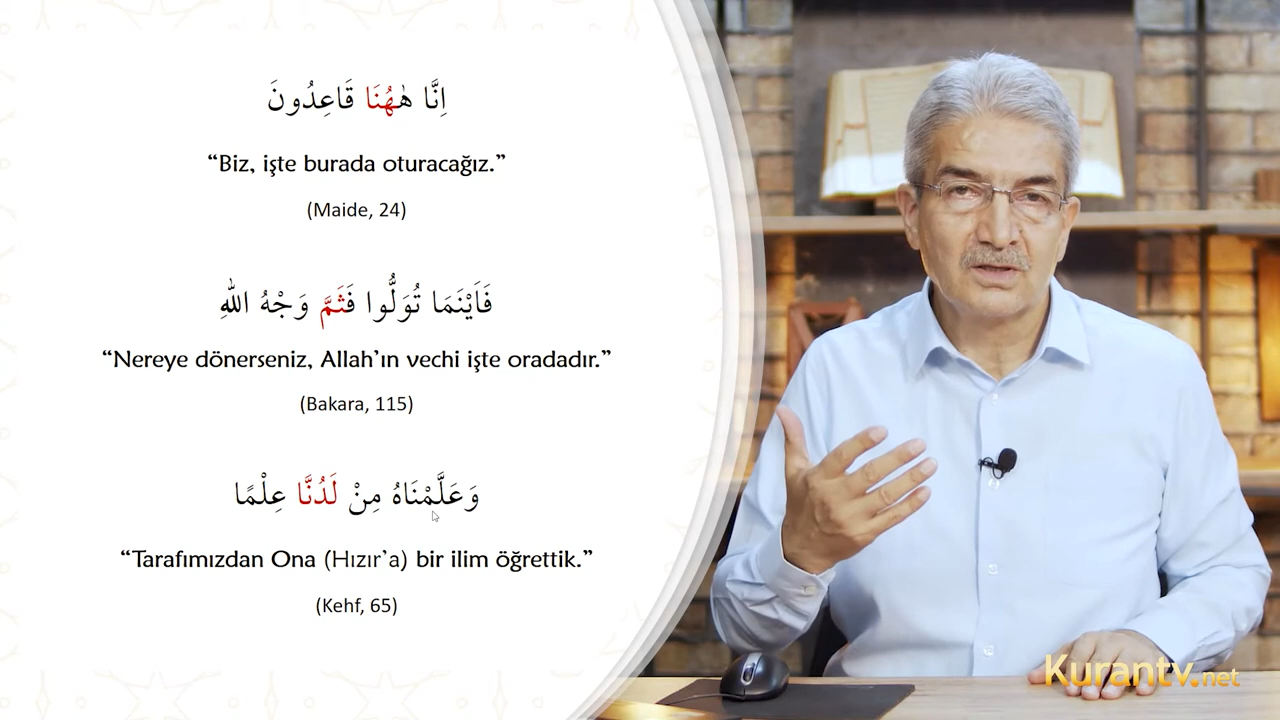 اِنَّا هٰهُنَا قَاعِدُونَ
“Biz, işte burada oturacağız.”
(Maide, 24)
فَاَيْنَمَا تُوَلُّوا فَثَمَّ وَجْهُ اللّٰهِ
“Nereye dönerseniz, Allah’ın vechi işte oradadır.”
(Bakara, 115)
وَعَلَّمْنَاهُ مِنْ لَدُنَّا عِلْمًا
“Tarafımızdan Ona (Hızır’a) bir ilim öğrettik.”
(Kehf, 65)
Kurantv.net